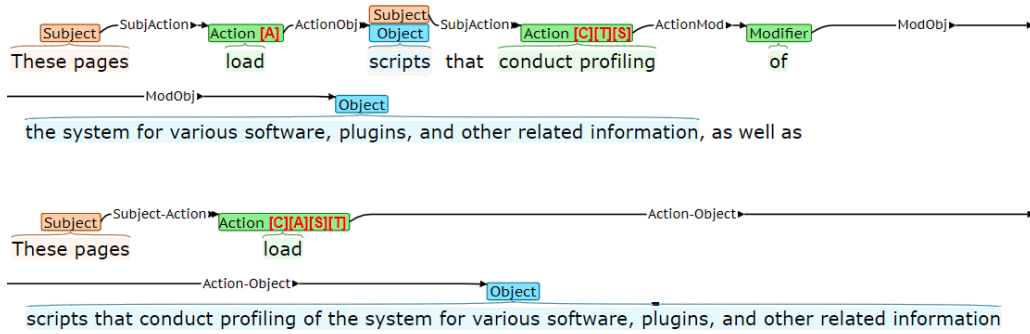 Subject
Subject SubjAction Action [A] ActionObj Object SubjAction Action [C][T][S] ActionMod Modifier ModObj
These pages load scripts that conduct profiling of
ModObj Object
the system for various software, plugins, and other related information, as well as
Subject Subject-Action Action [C][A][S][T] Action-Object
These pages load
Action-Object Object
scripts that conduct profiling of the system for various software, plugins, and other related information